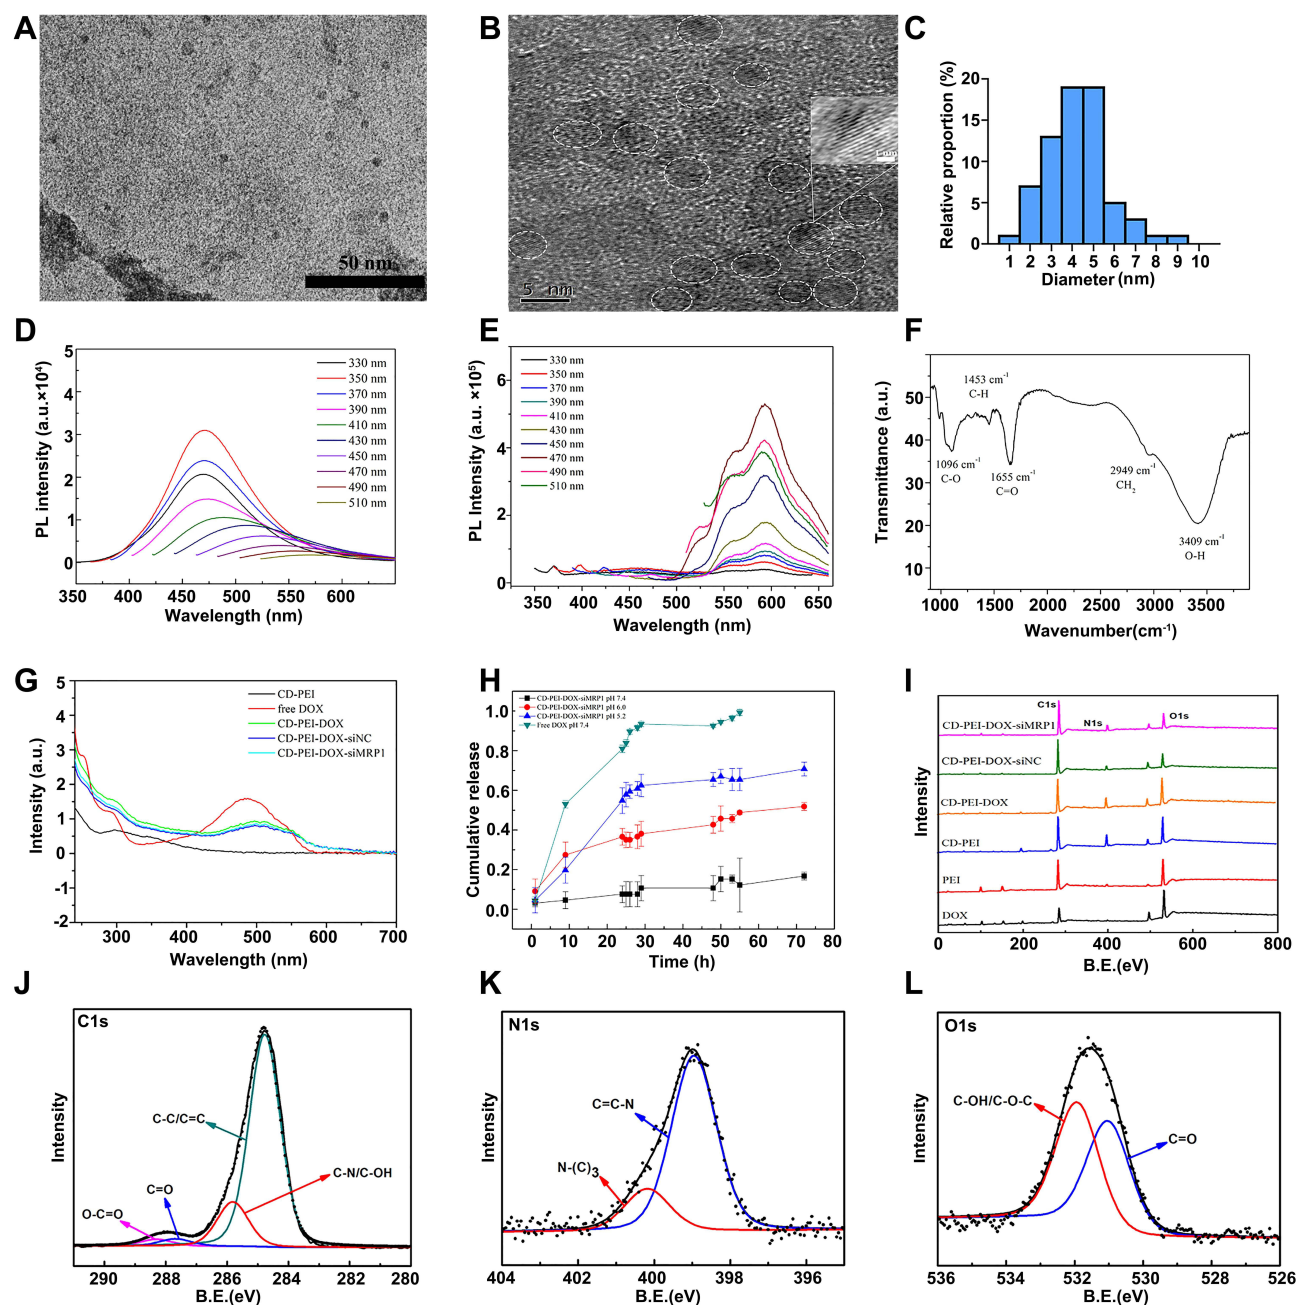 A
50 nm
B
5 nm
C
Relative proportion (%)
20
15
10
5
0
1 2 3 4 5 6 7 8 9 10
Diameter (nm)
D
PL intensity (a.u.×10⁴)
5
4
3
2
1
0
330 nm
350 nm
370 nm
390 nm
410 nm
430 nm
450 nm
470 nm
490 nm
510 nm
350 400 450 500 550 600
Wavelength (nm)
E
PL Intensity (a.u. ×10⁵)
6
4
2
0
330 nm
350 nm
370 nm
390 nm
410 nm
430 nm
450 nm
470 nm
490 nm
510 nm
350 400 450 500 550 600 650
Wavelength (nm)
F
Transmittance (a.u.)
50
40
30
20
10
1453 cm⁻¹
C-H
1096 cm⁻¹
C-O
1655 cm⁻¹
C=O
2949 cm⁻¹
CH₂
3409 cm⁻¹
O-H
1000 1500 2000 2500 3000 3500
Wavenumber(cm⁻¹)
G
Intensity (a.u.)
5
4
3
2
1
0
-1
-2
CD-PEI
free DOX
CD-PEI-DOX
CD-PEI-DOX-siNC
CD-PEI-DOX-siMRP1
300 400 500 600 700
Wavelength (nm)
H
Cumulative release
1.0
0.8
0.6
0.4
0.2
0.0
CD-PEI-DOX-siMRP1 pH 7.4
CD-PEI-DOX-siMRP1 pH 6.0
CD-PEI-DOX-siMRP1 pH 5.2
Free DOX pH 7.4
0 10 20 30 40 50 60 70 80
Time (h)
I
Intensity
C1s
N1s
O1s
CD-PEI-DOX-siMRP1
CD-PEI-DOX-siNC
CD-PEI-DOX
CD-PEI
PEI
DOX
0 200 400 600 800
B.E.(eV)
J
C1s
Intensity
C-C/C=C
C-N/C-OH
C=O
O-C=O
290 288 286 284 282 280
B.E.(eV)
K
N1s
Intensity
C=C-N
N-(C)₃
404 402 400 398 396
B.E.(eV)
L
O1s
Intensity
C-OH/C-O-C
C=O
536 534 532 530 528 526
B.E.(eV)